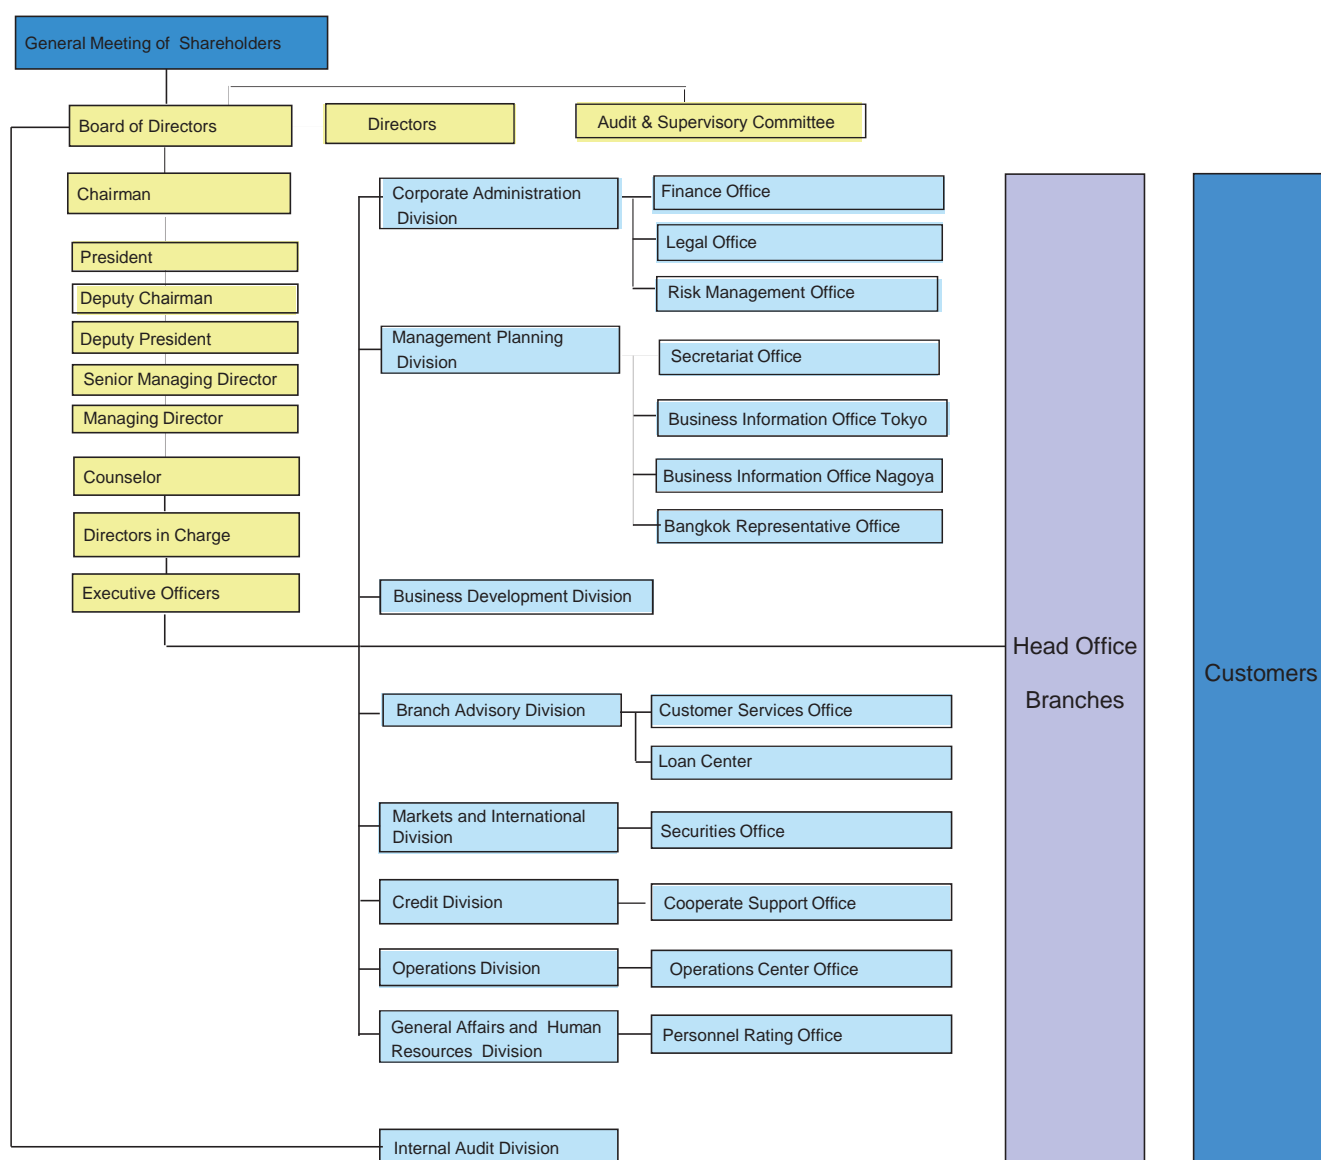 General Meeting of Shareholders
Board of Directors
Directors
Audit & Supervisory Committee
Chairman
President
Deputy Chairman
Deputy President
Senior Managing Director
Managing Director
Counselor
Directors in Charge
Executive Officers
Corporate Administration
Division
Finance Office
Legal Office
Risk Management Office
Management Planning
Division
Secretariat Office
Business Information Office Tokyo
Business Information Office Nagoya
Bangkok Representative Office
Business Development Division
Branch Advisory Division
Customer Services Office
Loan Center
Markets and International
Division
Securities Office
Credit Division
Cooperate Support Office
Operations Division
Operations Center Office
General Affairs and Human
Resources Division
Personnel Rating Office
Internal Audit Division
Head Office
Branches
Customers